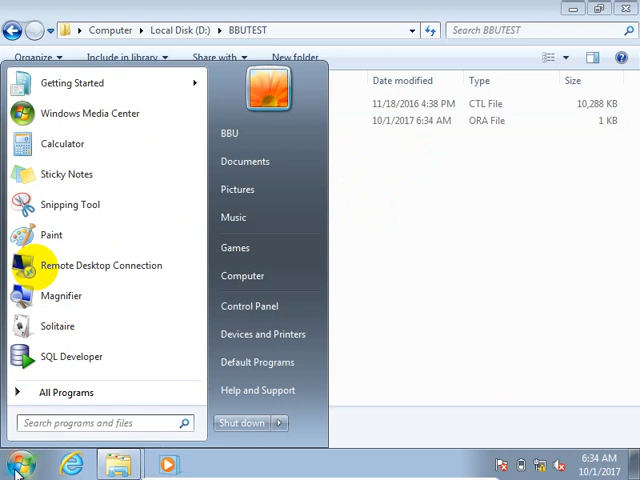 Computer Local Disk (D:) BBUTEST
Search BBUTEST
Organize Include in library Share with New folder
Date modified Type Size
11/18/2016 4:38 PM CTL File 10,288 KB
10/1/2017 6:34 AM ORA File 1 KB
Getting Started
Windows Media Center
Calculator
Sticky Notes
Snipping Tool
Paint
Remote Desktop Connection
Magnifier
Solitaire
SQL Developer
All Programs
Search programs and files
BBU
Documents
Pictures
Music
Games
Computer
Control Panel
Devices and Printers
Default Programs
Help and Support
Shut down
6:34 AM
10/1/2017